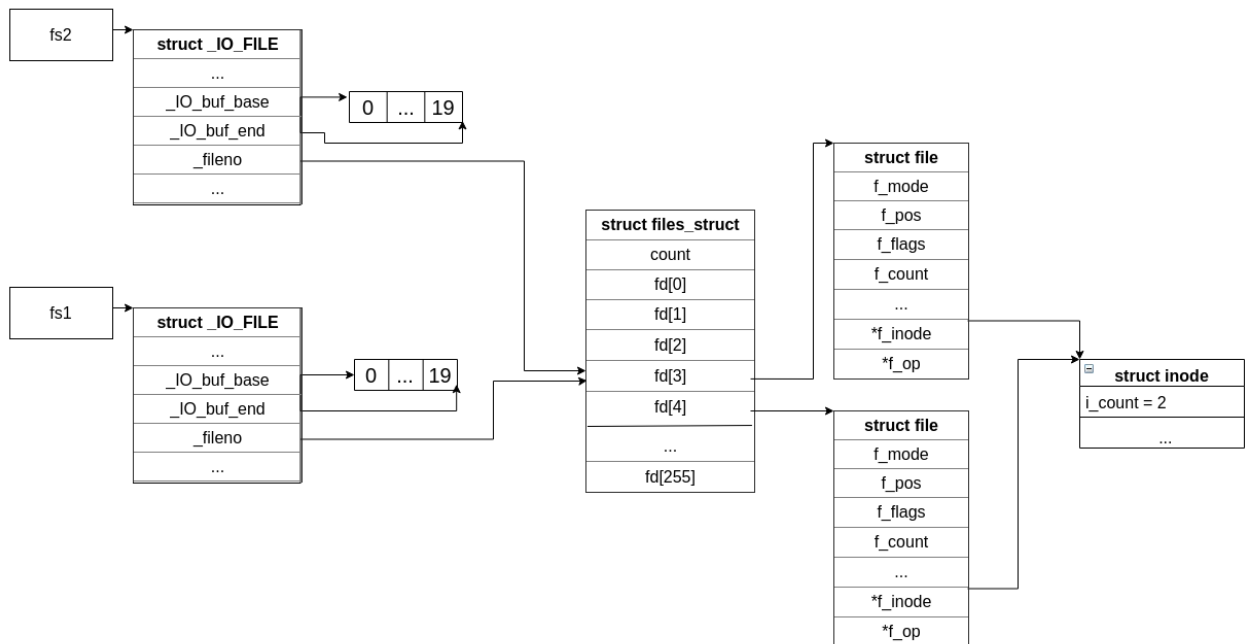 fs2
struct _IO_FILE
...
_IO_buf_base
_IO_buf_end
_fileno
...
0 ... 19
fs1
struct _IO_FILE
...
_IO_buf_base
_IO_buf_end
_fileno
...
0 ... 19
struct files_struct
count
fd[0]
fd[1]
fd[2]
fd[3]
fd[4]
...
fd[255]
struct file
f_mode
f_pos
f_flags
f_count
...
*f_inode
*f_op
struct file
f_mode
f_pos
f_flags
f_count
...
*f_inode
*f_op
struct inode
i_count = 2
...